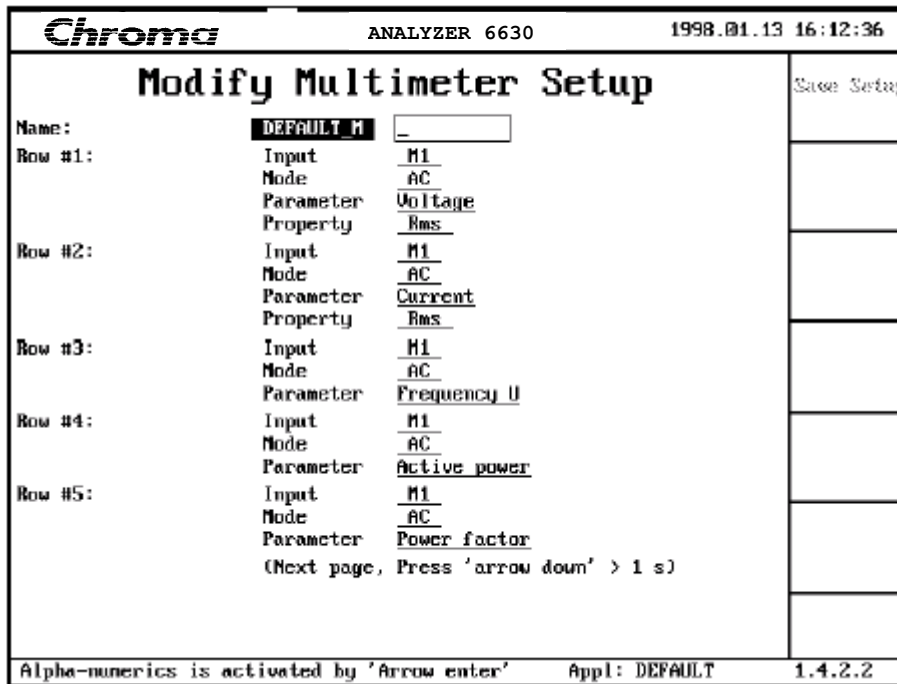 Chroma ANALYZER 6630 1998.01.13 16:12:36
Modify Multimeter Setup
Save Setup
Name: DEFAULT_M _
Row #1: Input M1
Mode AC
Parameter Voltage
Property Rms
Row #2: Input M1
Mode AC
Parameter Current
Property Rms
Row #3: Input M1
Mode AC
Parameter Frequency U
Row #4: Input M1
Mode AC
Parameter Active power
Row #5: Input M1
Mode AC
Parameter Power factor
(Next page, Press 'arrow down' > 1 s)
Alpha-numerics is activated by 'Arrow enter' Appl: DEFAULT 1.4.2.2